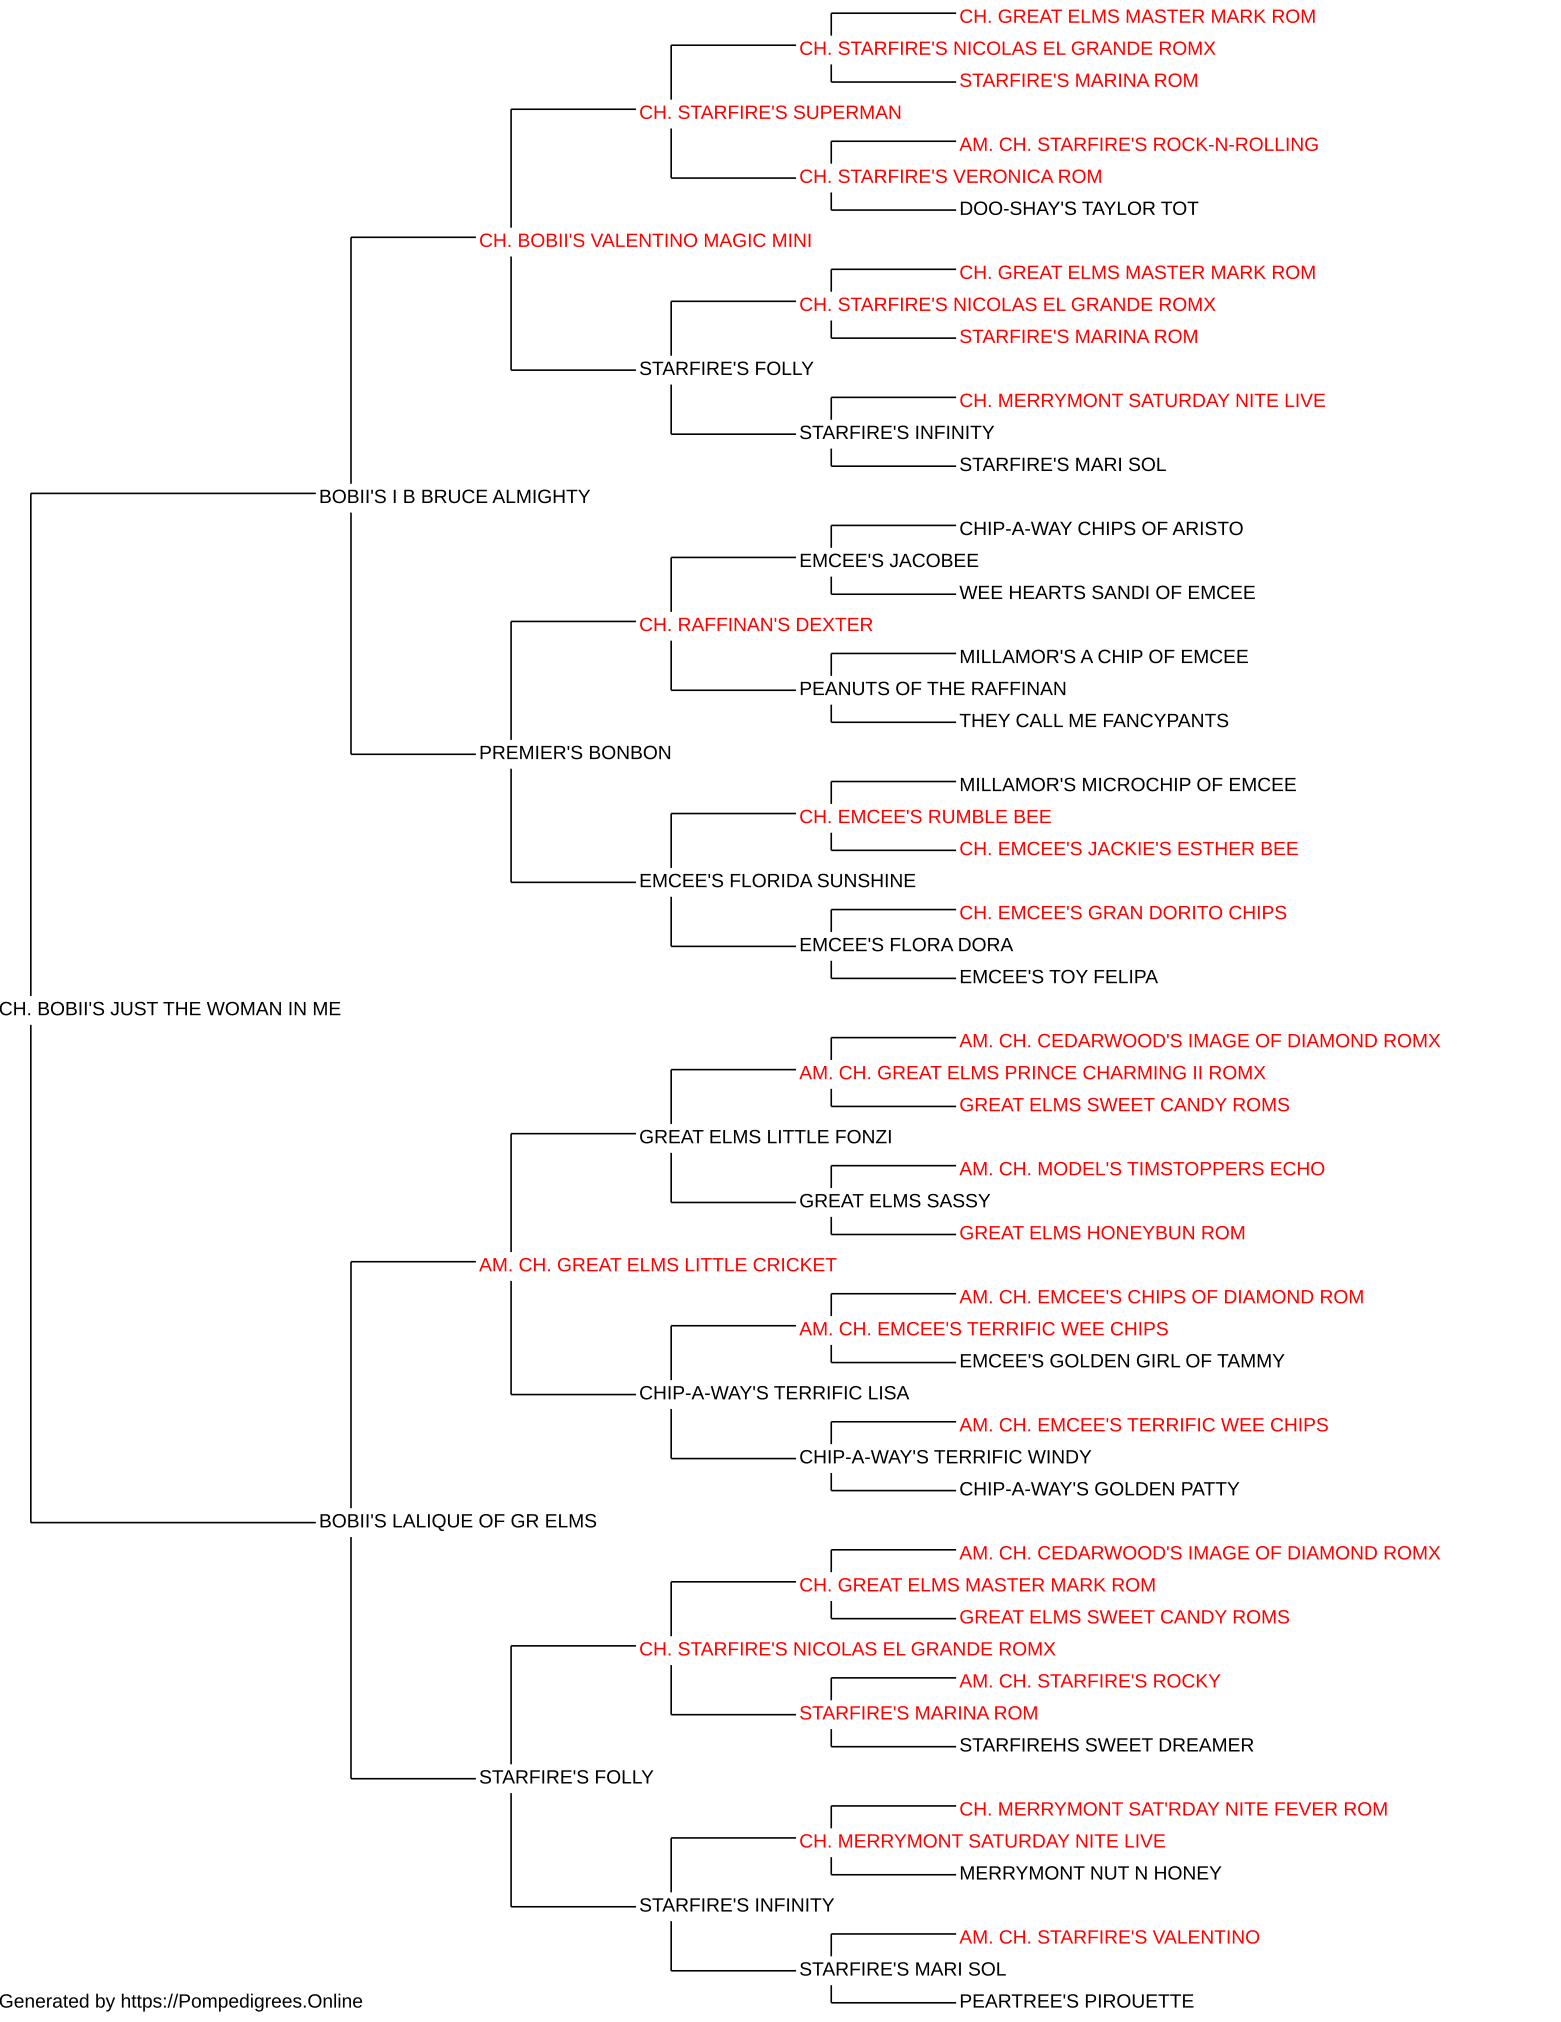 CH. GREAT ELMS MASTER MARK ROM
CH. STARFIRE'S NICOLAS EL GRANDE ROMX
STARFIRE'S MARINA ROM
CH. STARFIRE'S SUPERMAN
AM. CH. STARFIRE'S ROCK-N-ROLLING
CH. STARFIRE'S VERONICA ROM
DOO-SHAY'S TAYLOR TOT
CH. BOBII'S VALENTINO MAGIC MINI
CH. GREAT ELMS MASTER MARK ROM
CH. STARFIRE'S NICOLAS EL GRANDE ROMX
STARFIRE'S MARINA ROM
STARFIRE'S FOLLY
CH. MERRYMONT SATURDAY NITE LIVE
STARFIRE'S INFINITY
STARFIRE'S MARI SOL
BOBII'S I B BRUCE ALMIGHTY
CHIP-A-WAY CHIPS OF ARISTO
EMCEE'S JACOBEE
WEE HEARTS SANDI OF EMCEE
CH. RAFFINAN'S DEXTER
MILLAMOR'S A CHIP OF EMCEE
PEANUTS OF THE RAFFINAN
THEY CALL ME FANCYPANTS
PREMIER'S BONBON
MILLAMOR'S MICROCHIP OF EMCEE
CH. EMCEE'S RUMBLE BEE
CH. EMCEE'S JACKIE'S ESTHER BEE
EMCEE'S FLORIDA SUNSHINE
CH. EMCEE'S GRAN DORITO CHIPS
EMCEE'S FLORA DORA
EMCEE'S TOY FELIPA
CH. BOBII'S JUST THE WOMAN IN ME
AM. CH. CEDARWOOD'S IMAGE OF DIAMOND ROMX
AM. CH. GREAT ELMS PRINCE CHARMING II ROMX
GREAT ELMS SWEET CANDY ROMS
GREAT ELMS LITTLE FONZI
AM. CH. MODEL'S TIMSTOPPERS ECHO
GREAT ELMS SASSY
GREAT ELMS HONEYBUN ROM
AM. CH. GREAT ELMS LITTLE CRICKET
AM. CH. EMCEE'S CHIPS OF DIAMOND ROM
AM. CH. EMCEE'S TERRIFIC WEE CHIPS
EMCEE'S GOLDEN GIRL OF TAMMY
CHIP-A-WAY'S TERRIFIC LISA
AM. CH. EMCEE'S TERRIFIC WEE CHIPS
CHIP-A-WAY'S TERRIFIC WINDY
CHIP-A-WAY'S GOLDEN PATTY
BOBII'S LALIQUE OF GR ELMS
AM. CH. CEDARWOOD'S IMAGE OF DIAMOND ROMX
CH. GREAT ELMS MASTER MARK ROM
GREAT ELMS SWEET CANDY ROMS
CH. STARFIRE'S NICOLAS EL GRANDE ROMX
AM. CH. STARFIRE'S ROCKY
STARFIRE'S MARINA ROM
STARFIREHS SWEET DREAMER
STARFIRE'S FOLLY
CH. MERRYMONT SAT'RDAY NITE FEVER ROM
CH. MERRYMONT SATURDAY NITE LIVE
MERRYMONT NUT N HONEY
STARFIRE'S INFINITY
AM. CH. STARFIRE'S VALENTINO
STARFIRE'S MARI SOL
PEARTREE'S PIROUETTE
Generated by https://Pompedigrees.Online